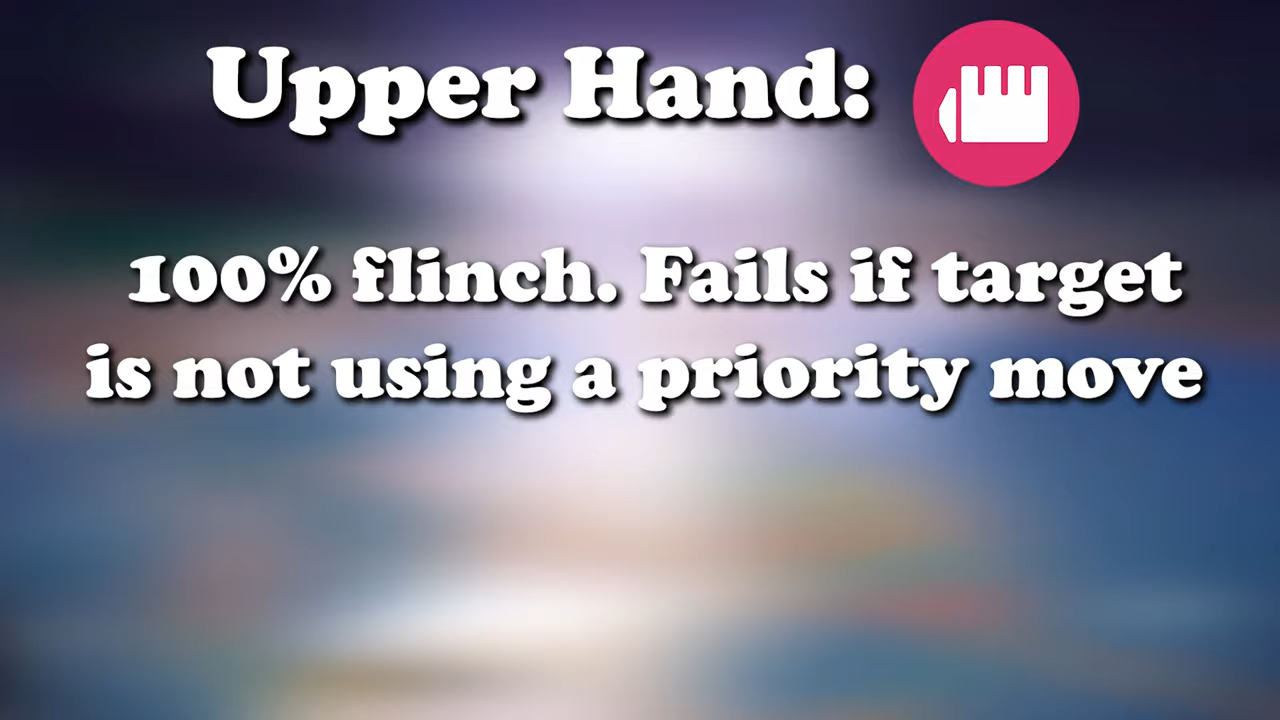 Upper Hand:
100% flinch. Fails if target
is not using a priority move